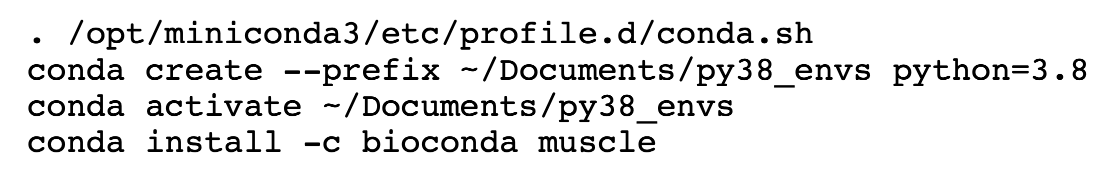 . /opt/miniconda3/etc/profile.d/conda.sh
conda create --prefix ~/Documents/py38_envs python=3.8
conda activate ~/Documents/py38_envs
conda install -c bioconda muscle